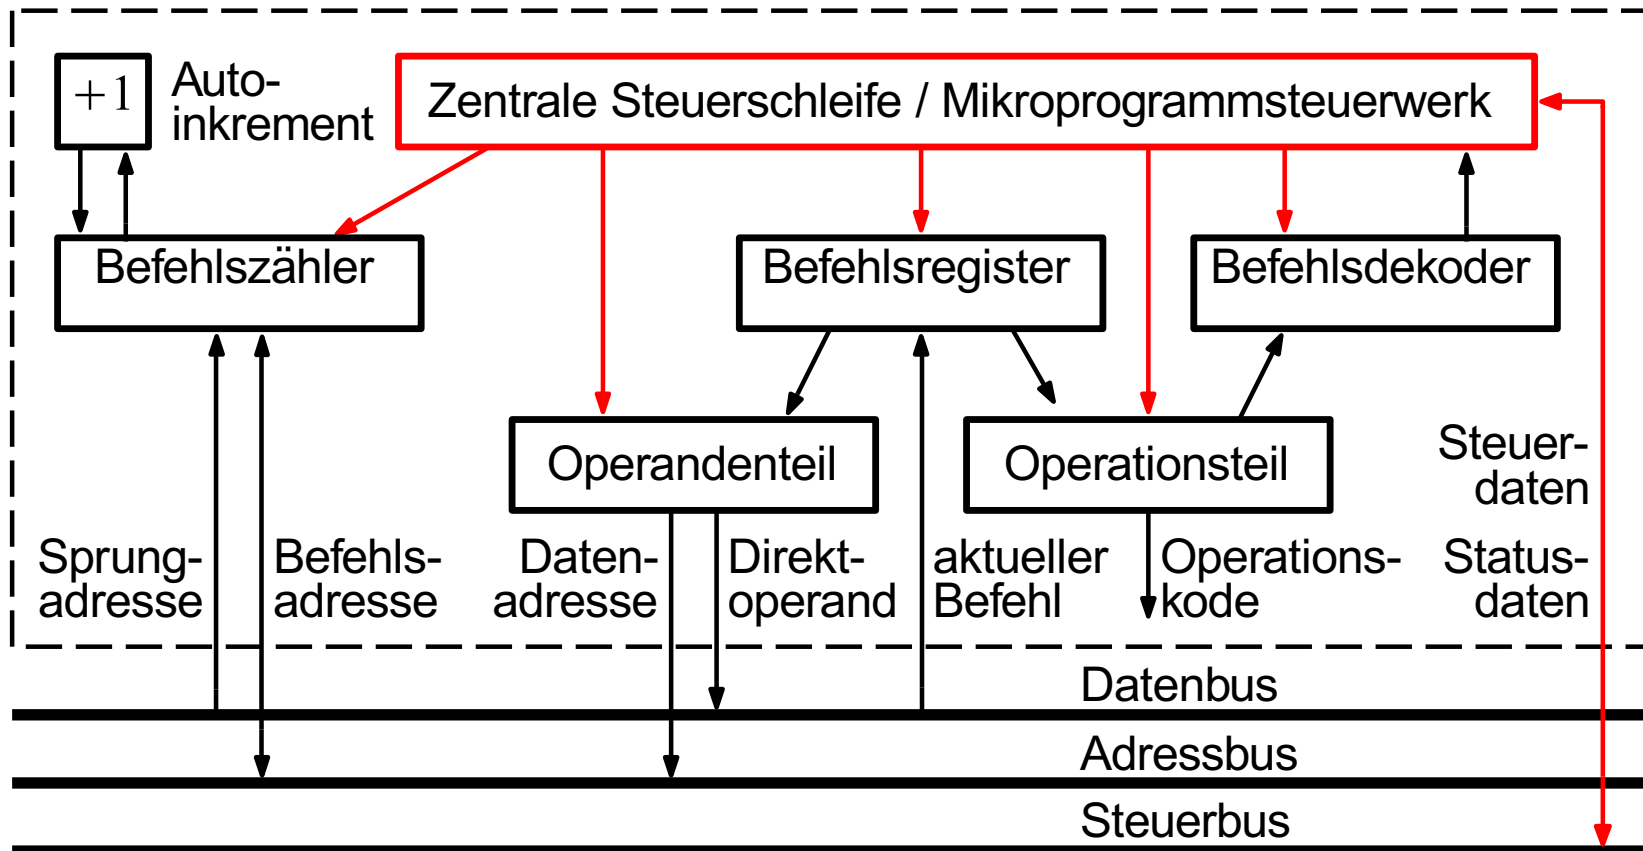 +1
Auto-
inkrement
Zentrale Steuerschleife / Mikroprogrammsteuerwerk
Befehlszähler
Befehlsregister
Befehlsdekoder
Operandenteil
Operationsteil
Steuer-
daten
Sprung-
adresse
Befehls-
adresse
Daten-
adresse
Direkt-
operand
aktueller
Befehl
Operations-
kode
Status-
daten
Datenbus
Adressbus
Steuerbus